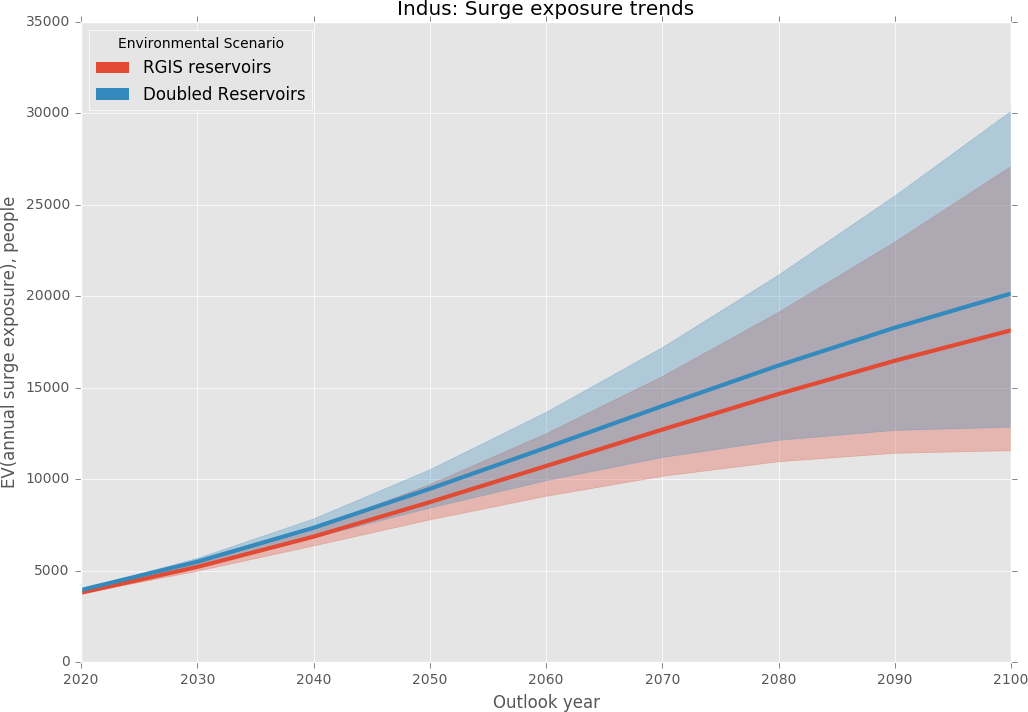 Indus: Surge exposure trends
35000
30000
25000
20000
15000
10000
5000
0
EV(annual surge exposure), people
Environmental Scenario
RGIS reservoirs
Doubled Reservoirs
2020 2030 2040 2050 2060 2070 2080 2090 2100
Outlook year